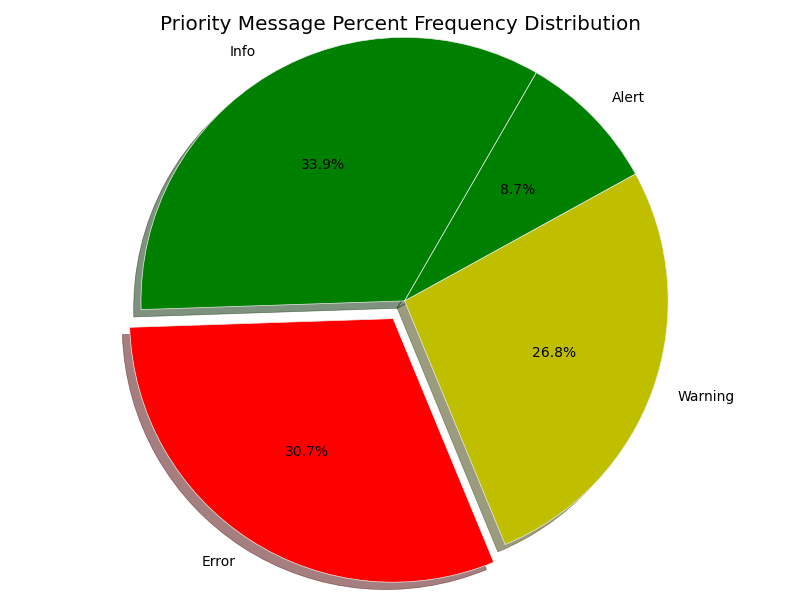 Priority Message Percent Frequency Distribution
Info
Alert
33.9%
8.7%
26.8%
Warning
30.7%
Error